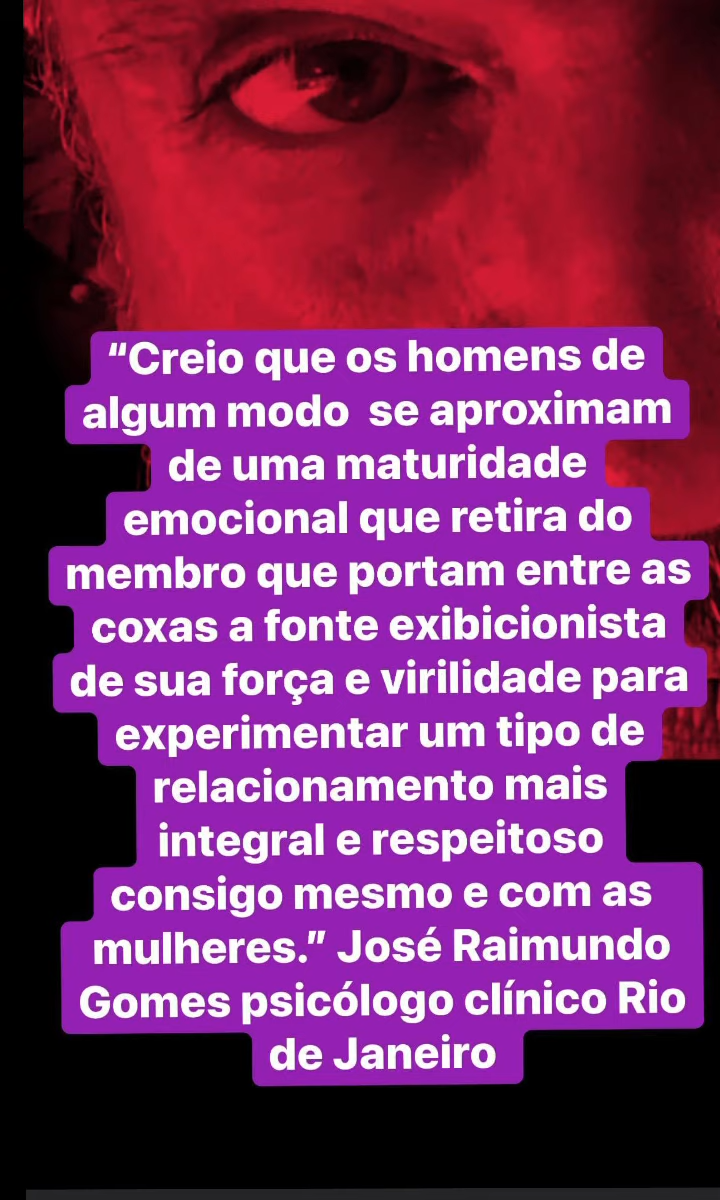 “Creio que os homens de
algum modo  se aproximam
de uma maturidade
emocional que retira do
membro que portam entre as
coxas a fonte exibicionista
de sua força e virilidade para
experimentar um tipo de
relacionamento mais
integral e respeitoso
consigo mesmo e com as
mulheres.” José Raimundo
Gomes psicólogo clínico Rio
de Janeiro